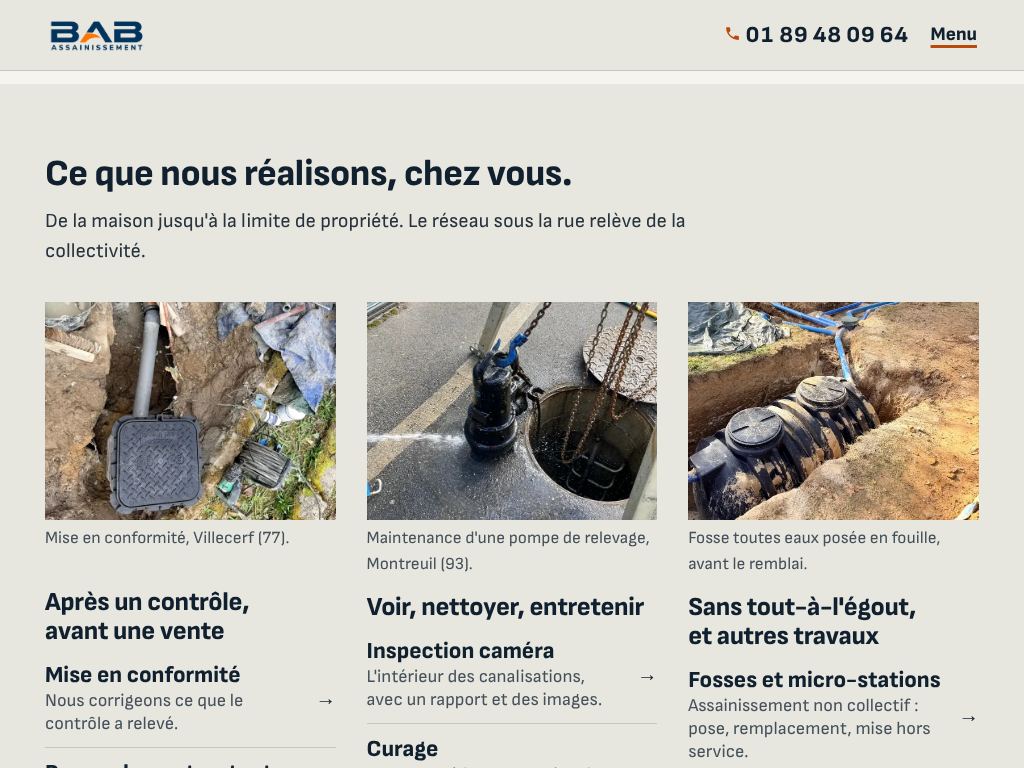 BAB
ASSAINISSEMENT
01 89 48 09 64
Menu
Ce que nous réalisons, chez vous.
De la maison jusqu'à la limite de propriété. Le réseau sous la rue relève de la
collectivité.
Mise en conformité, Villecerf (77).
Maintenance d'une pompe de relevage,
Montreuil (93).
Fosse toutes eaux posée en fouille,
avant le remblai.
Après un contrôle,
avant une vente
Mise en conformité
Nous corrigeons ce que le
contrôle a relevé.
→
Voir, nettoyer, entretenir
Inspection caméra
L'intérieur des canalisations,
avec un rapport et des images.
→
Curage
Sans tout-à-l'égout,
et autres travaux
Fosses et micro-stations
Assainissement non collectif :
pose, remplacement, mise hors
service.
→